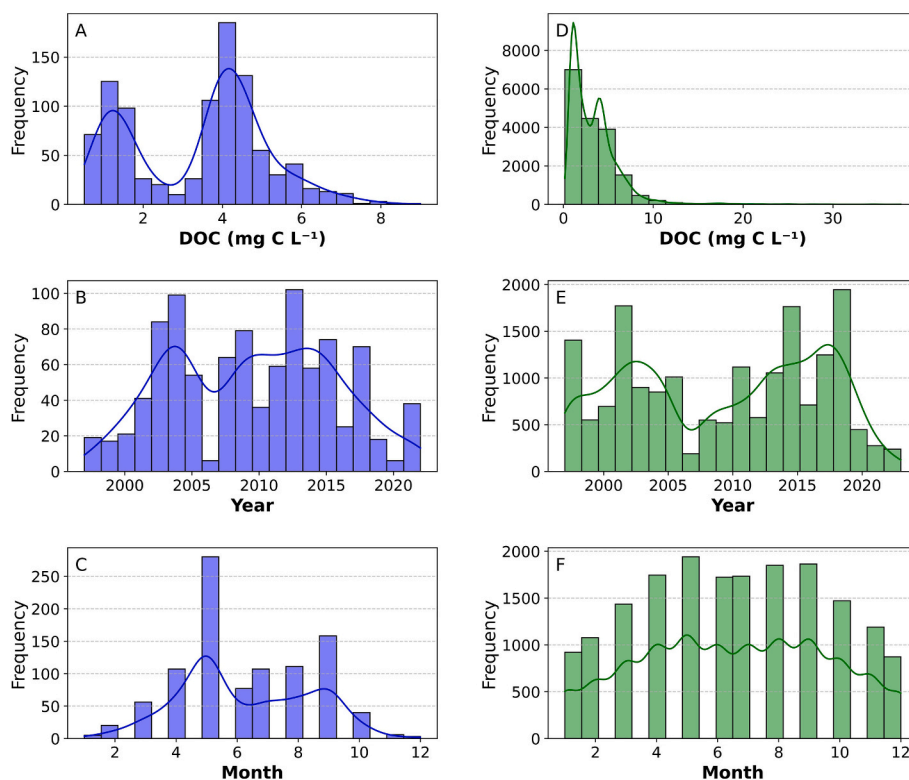 A
Frequency
150
100
50
0
2 4 6 8
DOC (mg C L⁻¹)
D
Frequency
8000
6000
4000
2000
0
0 10 20 30
DOC (mg C L⁻¹)
B
Frequency
100
80
60
40
20
0
2000 2005 2010 2015 2020
Year
E
Frequency
2000
1500
1000
500
0
2000 2005 2010 2015 2020
Year
C
Frequency
250
200
150
100
50
0
2 4 6 8 10 12
Month
F
Frequency
2000
1500
1000
500
0
2 4 6 8 10 12
Month